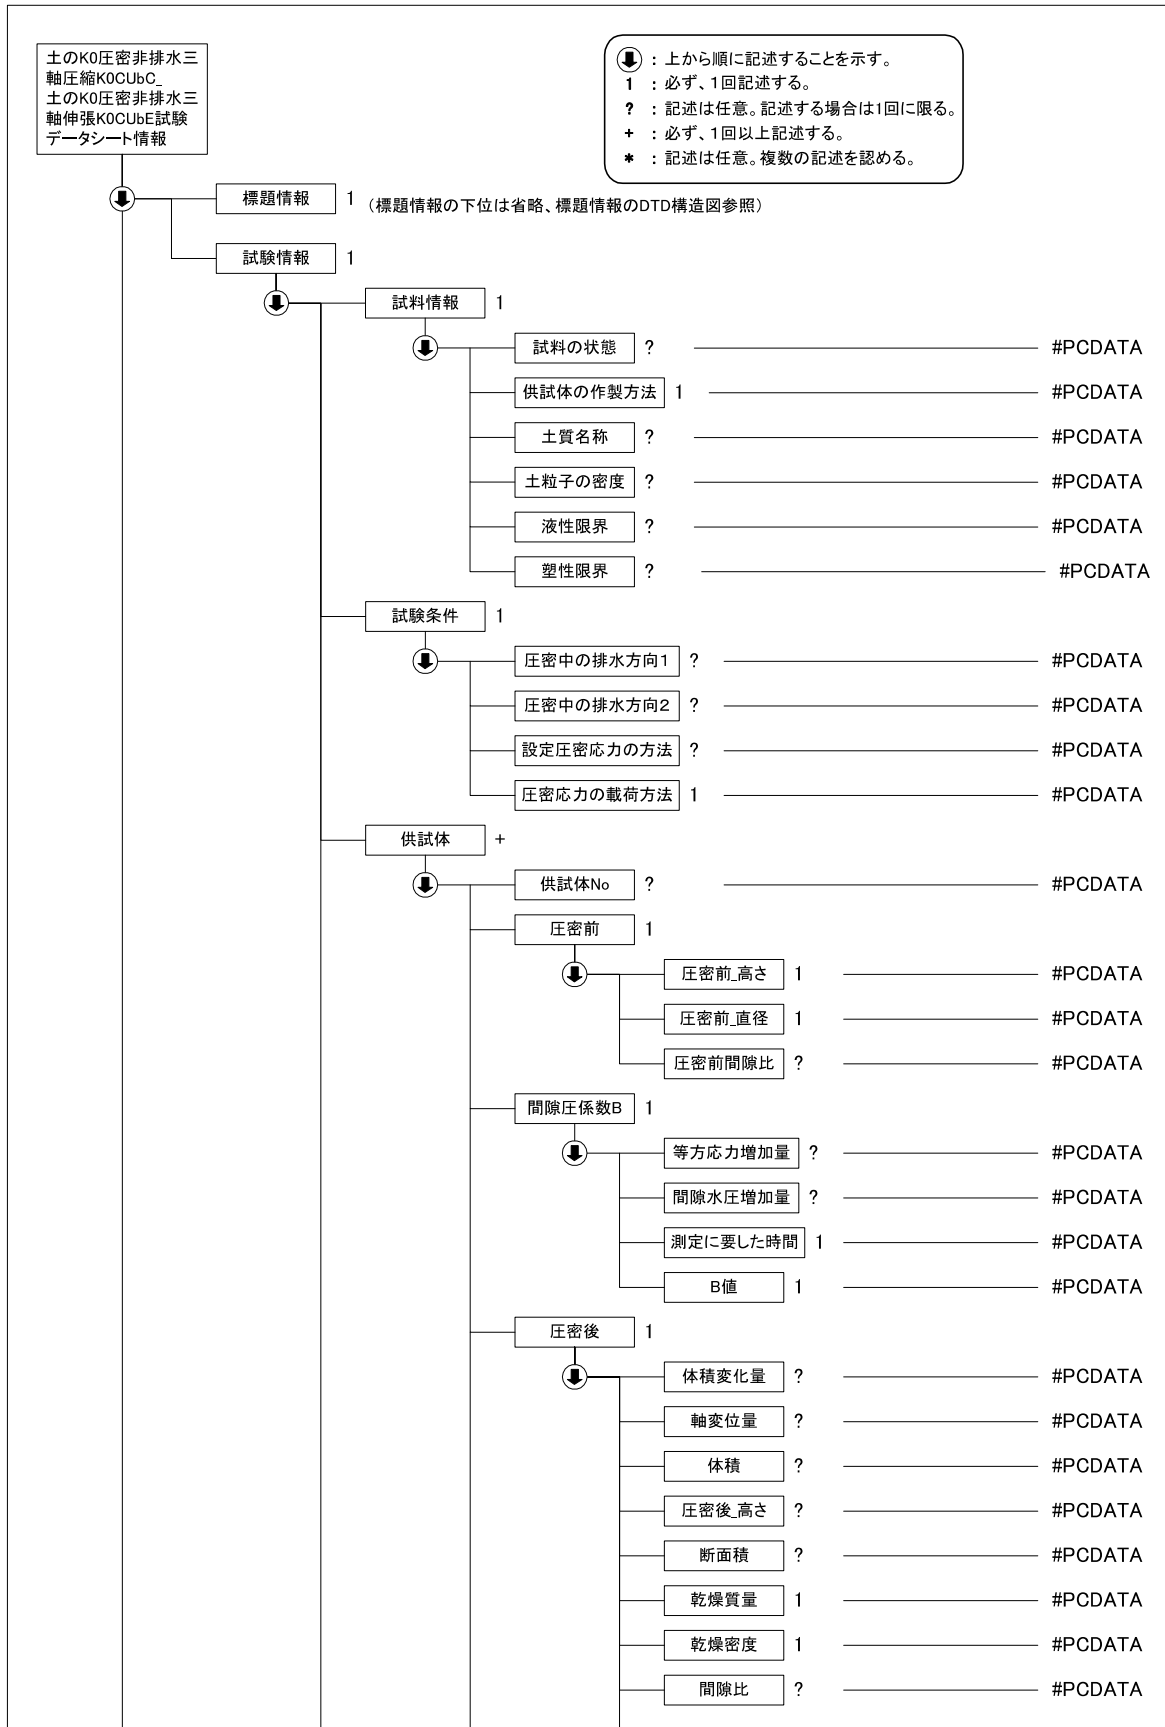 土のK0圧密非排水三
軸圧縮K0CUbC_
土のK0圧密非排水三
軸伸張K0CUbE試験
データシート情報
：上から順に記述することを示す。
1 ：必ず、1回記述する。
? ：記述は任意。記述する場合は1回に限る。
+ ：必ず、1回以上記述する。
* ：記述は任意。複数の記述を認める。
標題情報 1 （標題情報の下位は省略、標題情報のDTD構造図参照）
試験情報 1
試料情報 1
試料の状態 ? #PCDATA
供試体の作製方法 1 #PCDATA
土質名称 ? #PCDATA
土粒子の密度 ? #PCDATA
液性限界 ? #PCDATA
塑性限界 ? #PCDATA
試験条件 1
圧密中の排水方向1 ? #PCDATA
圧密中の排水方向2 ? #PCDATA
設定圧密応力の方法 ? #PCDATA
圧密応力の載荷方法 1 #PCDATA
供試体 +
供試体No ? #PCDATA
圧密前 1
圧密前_高さ 1 #PCDATA
圧密前_直径 1 #PCDATA
圧密前間隙比 ? #PCDATA
間隙圧係数B 1
等方応力増加量 ? #PCDATA
間隙水圧増加量 ? #PCDATA
測定に要した時間 1 #PCDATA
B値 1 #PCDATA
圧密後 1
体積変化量 ? #PCDATA
軸変位量 ? #PCDATA
体積 ? #PCDATA
圧密後_高さ ? #PCDATA
断面積 ? #PCDATA
乾燥質量 1 #PCDATA
乾燥密度 1 #PCDATA
間隙比 ? #PCDATA